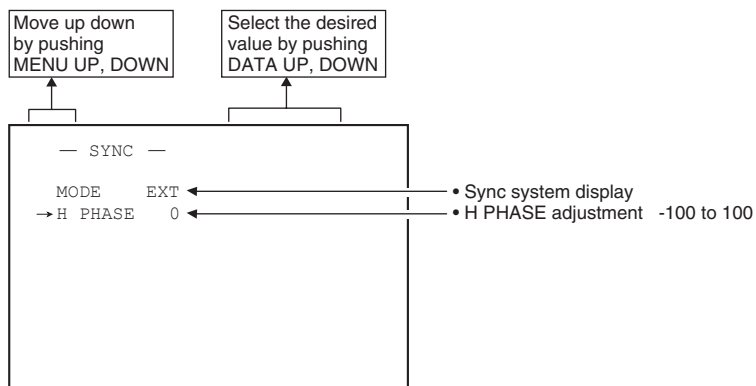 Move up down
by pushing
MENU UP, DOWN
Select the desired
value by pushing
DATA UP, DOWN
— SYNC —
MODE EXT
→H PHASE 0
• Sync system display
• H PHASE adjustment -100 to 100